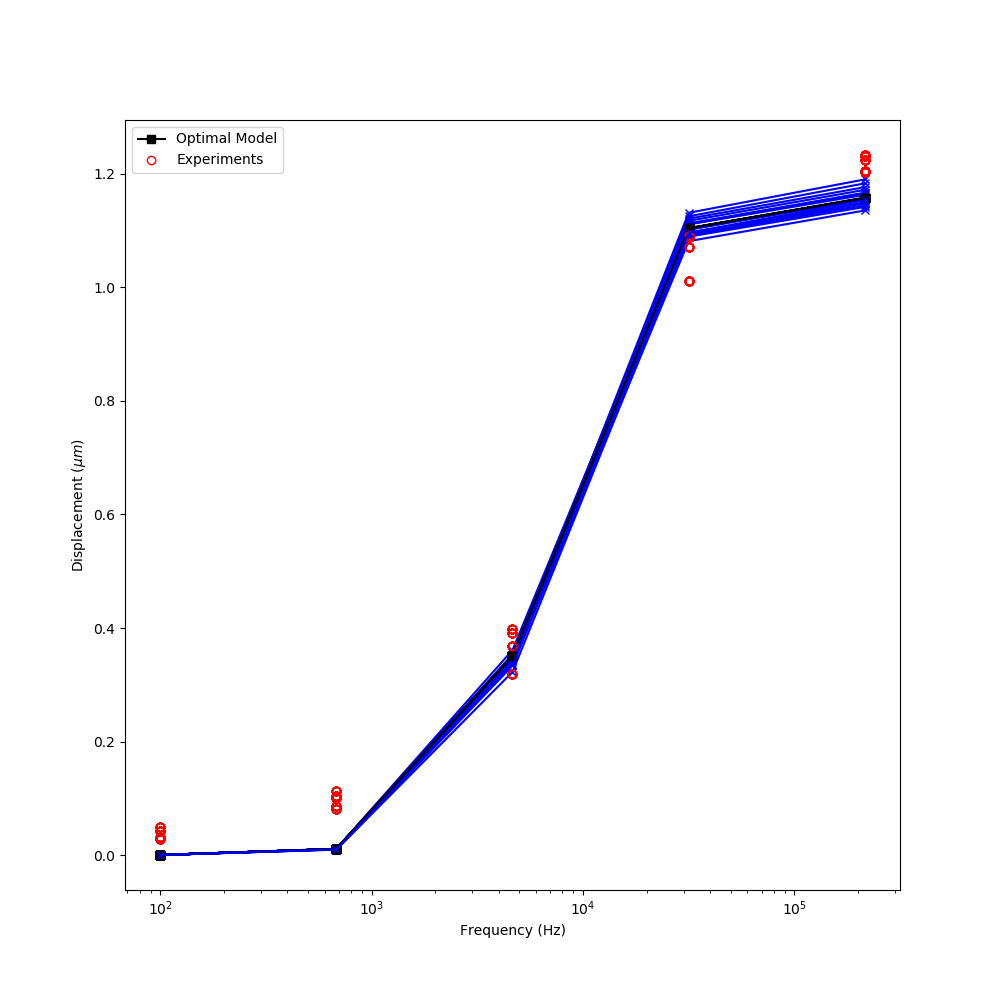 Optimal Model
Experiments
1.2
1.0
0.8
0.6
0.4
0.2
0.0
Displacement (μm)
10²
10³
10⁴
10⁵
Frequency (Hz)